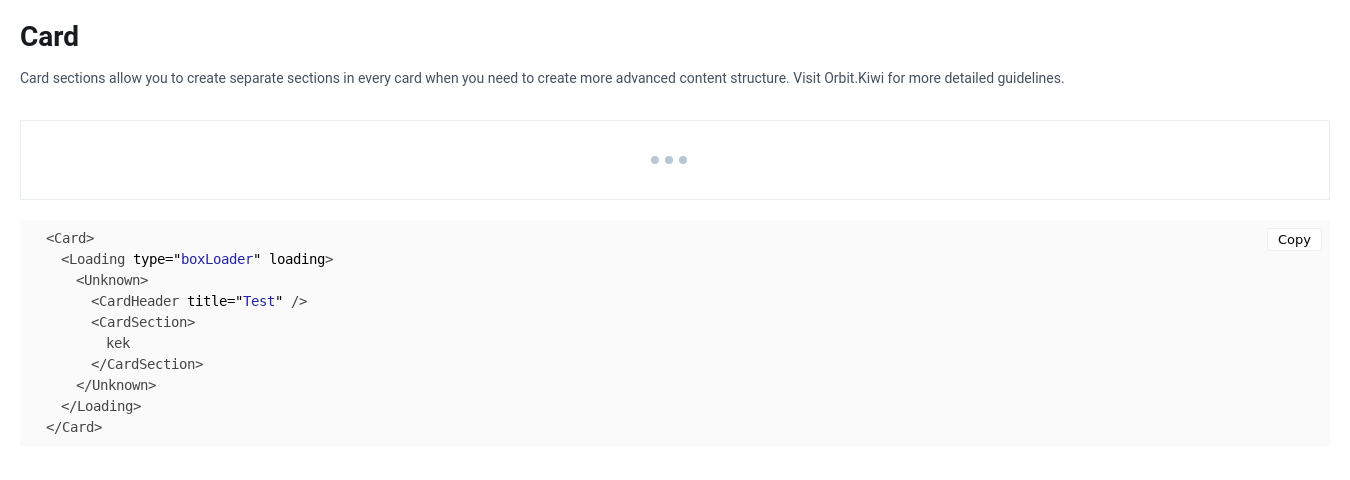 Card
Card sections allow you to create separate sections in every card when you need to create more advanced content structure. Visit Orbit.Kiwi for more detailed guidelines.
<Card>
Copy
<Loading type="boxLoader" loading>
<Unknown>
<CardHeader title="Test" />
<CardSection>
kek
</CardSection>
</Unknown>
</Loading>
</Card>